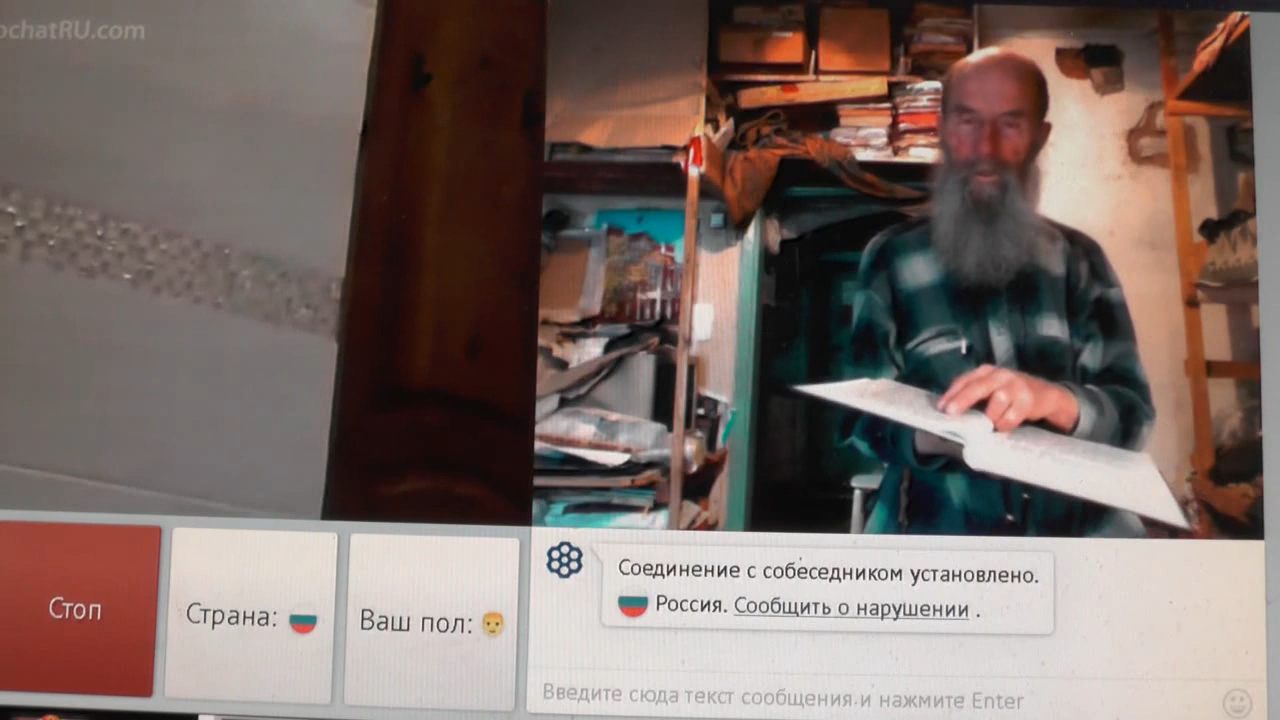 ochatRU.com
Стоп
Страна:
Ваш пол:
Соединение с собеседником установлено.
Россия. Сообщить о нарушении .
Введите сюда текст сообщения и нажмите Enter